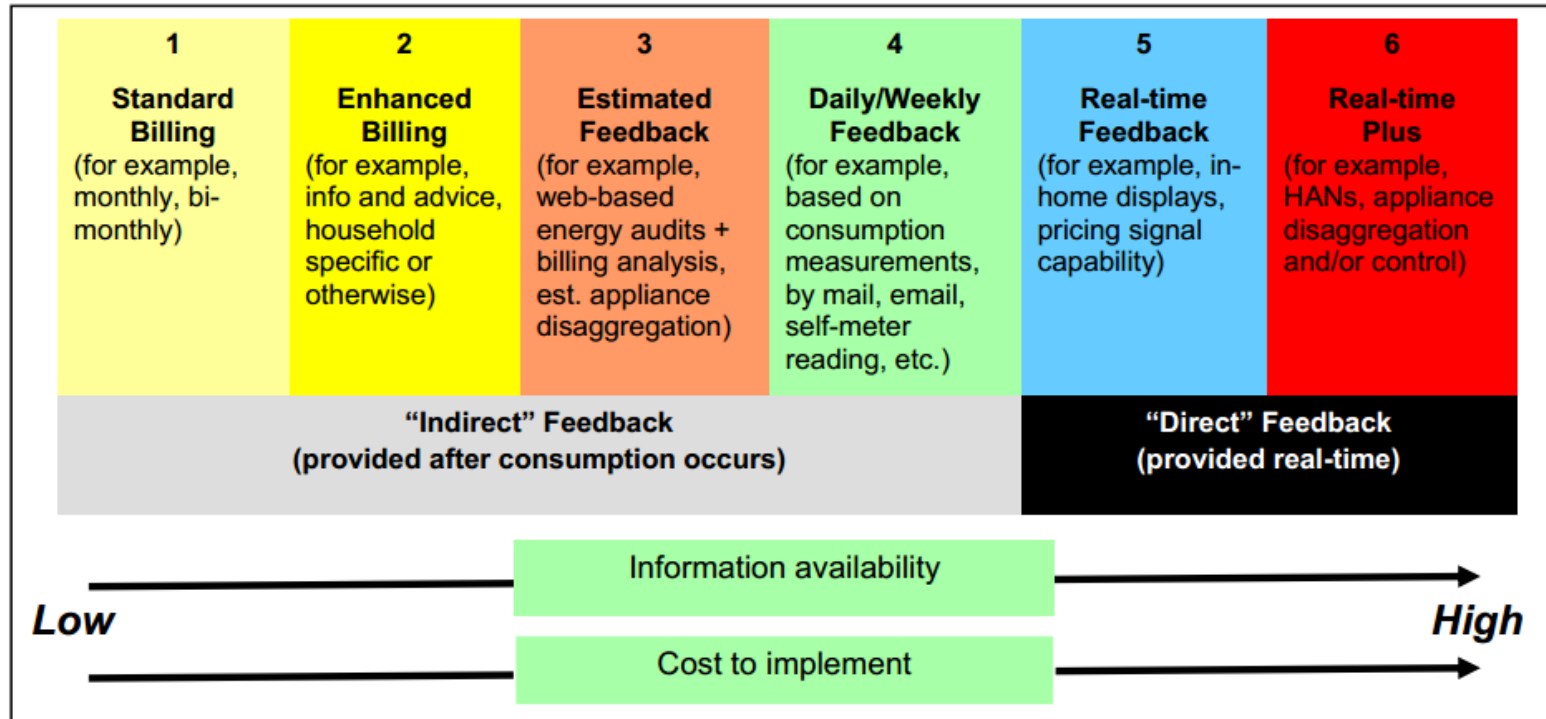 1
Standard
Billing
(for example,
monthly, bi-
monthly)
2
Enhanced
Billing
(for example,
info and advice,
household
specific or
otherwise)
3
Estimated
Feedback
(for example,
web-based
energy audits +
billing analysis,
est. appliance
disaggregation)
4
Daily/Weekly
Feedback
(for example,
based on
consumption
measurements,
by mail, email,
self-meter
reading, etc.)
5
Real-time
Feedback
(for example, in-
home displays,
pricing signal
capability)
6
Real-time
Plus
(for example,
HANs, appliance
disaggregation
and/or control)
“Indirect” Feedback
(provided after consumption occurs)
“Direct” Feedback
(provided real-time)
Information availability
Low
High
Cost to implement